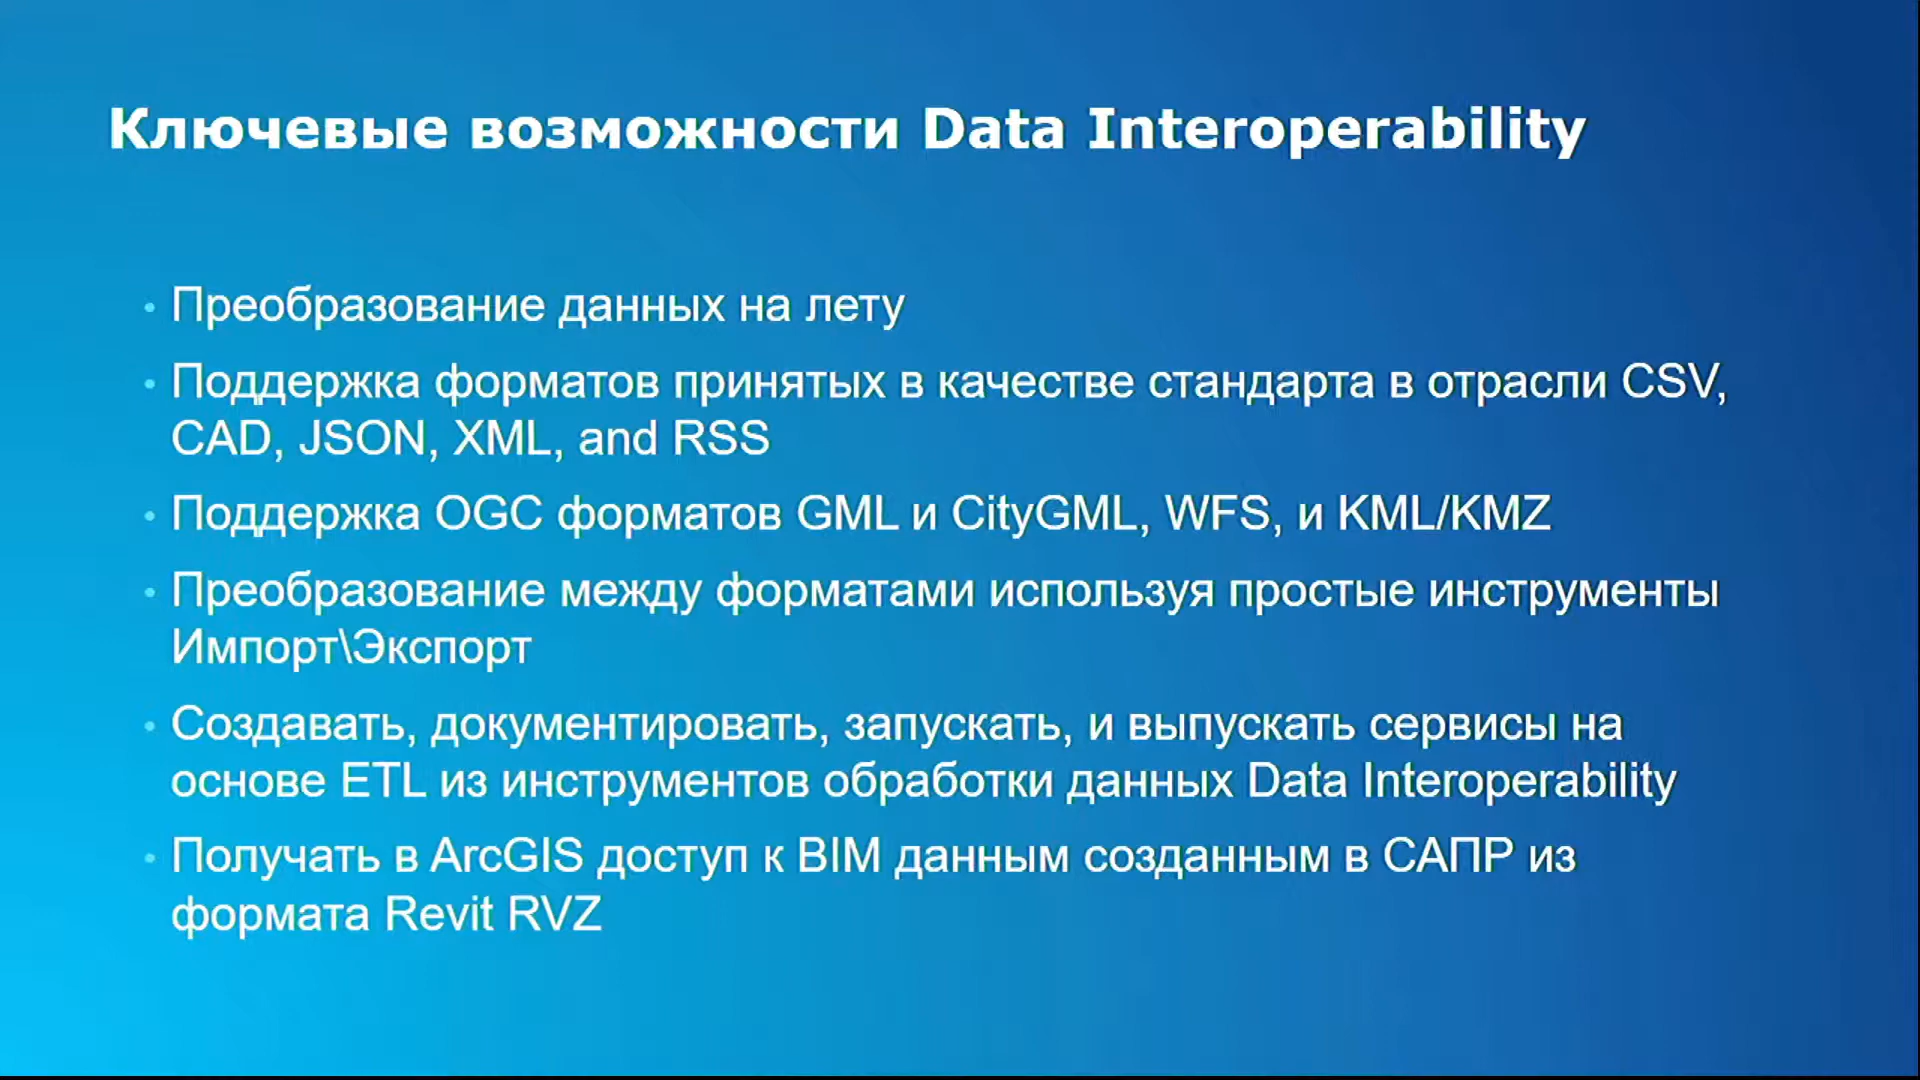 Ключевые возможности Data Interoperability
• Преобразование данных на лету
• Поддержка форматов принятых в качестве стандарта в отрасли CSV,
CAD, JSON, XML, and RSS
• Поддержка OGC форматов GML и CityGML, WFS, и KML/KMZ
• Преобразование между форматами используя простые инструменты
Импорт\Экспорт
• Создавать, документировать, запускать, и выпускать сервисы на
основе ETL из инструментов обработки данных Data Interoperability
• Получать в ArcGIS доступ к BIM данным созданным в САПР из
формата Revit RVZ